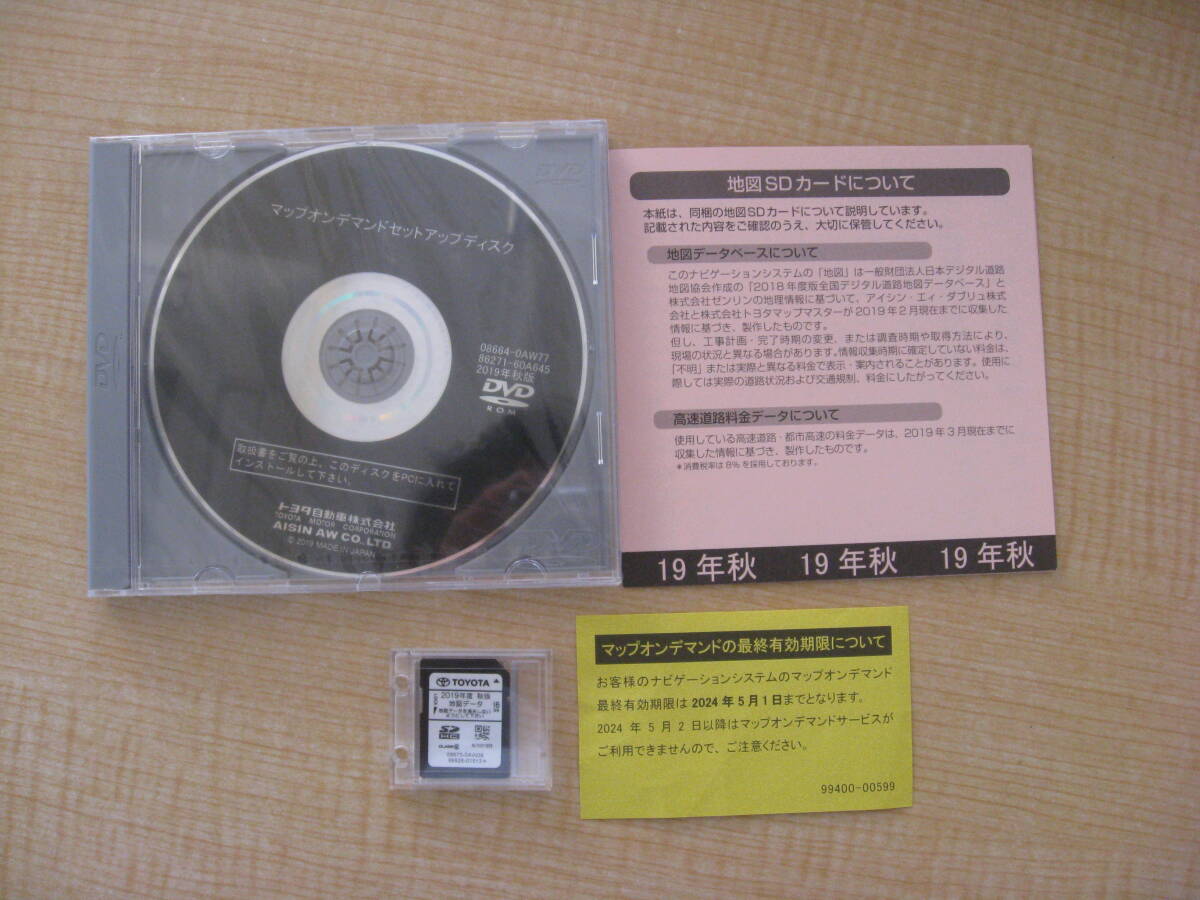 マップオンデマンドセットアップディスク
08664-0AW77
86271-60A645
2019年秋版
DVD
ROM
取扱書をご覧の上、このディスクをPCに入れて
インストールして下さい。
トヨタ自動車株式会社
TOYOTA MOTOR CORPORATION
AISIN AW CO.,LTD.
© 2019 MADE IN JAPAN
地図SDカードについて
本紙は、同梱の地図SDカードについて説明しています。
記載された内容をご確認のうえ、大切に保管してください。
地図データベースについて
このナビゲーションシステムの「地図」は一般財団法人日本デジタル道路
地図協会作成の「2018年度版全国デジタル道路地図データベース」と
株式会社ゼンリンの地理情報に基づいて、アイシン・エィ・ダブリュ株式
会社と株式会社トヨタマップマスターが2019年2月現在までに収集した
情報に基づき、製作したものです。
但し、工事計画・完了時期の変更、または調査時期や取得方法により、
現場の状況と異なる場合があります。情報収集時期に確定していない料金は、
「不明」または実際と異なる料金で表示・案内されることがあります。使用に
際しては実際の道路状況および交通規制、料金にしたがってください。
高速道路料金データについて
使用している高速道路・都市高速の料金データは、2019年3月現在までに
収集した情報に基づき、製作したものです。
＊消費税率は8%を採用しております。
19年秋 19年秋 19年秋
TOYOTA
2019年度 秋版
地図データ
LOCK
SDHC
マップオンデマンドの最終有効期限について
お客様のナビゲーションシステムのマップオンデマンド
最終有効期限は2024年5月1日までとなります。
2024年5月2日以降はマップオンデマンドサービスが
ご利用できませんので、ご注意ください。
99400-00599